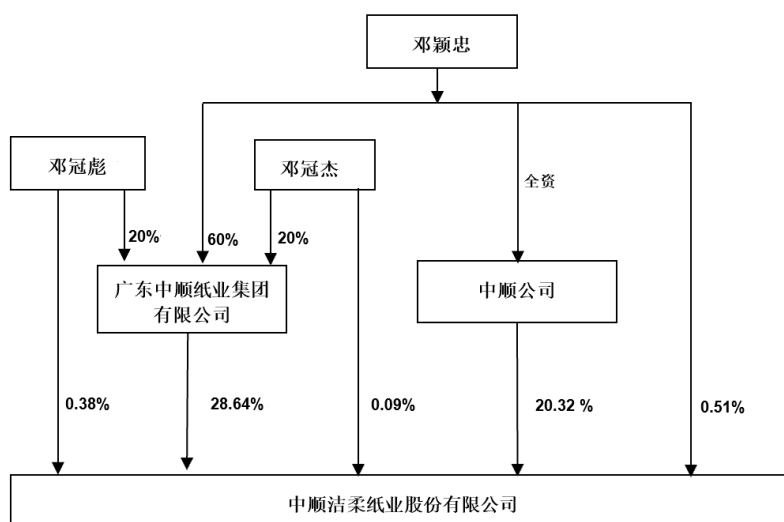 邓颖忠
邓冠彪
邓冠杰
全资
20%
60%
20%
广东中顺纸业集团
有限公司
中顺公司
0.38%
28.64%
0.09%
20.32 %
0.51%
中顺洁柔纸业股份有限公司